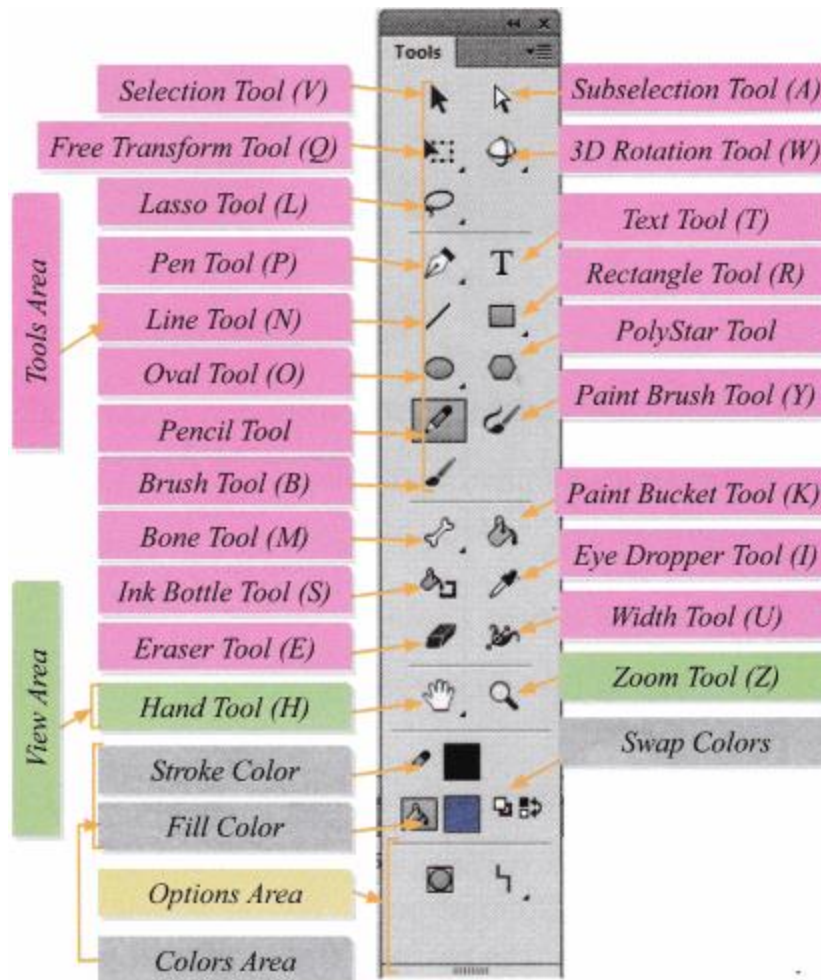 Tools
Selection Tool (V)
Subselection Tool (A)
Free Transform Tool (Q)
3D Rotation Tool (W)
Lasso Tool (L)
Text Tool (T)
Pen Tool (P)
Rectangle Tool (R)
Line Tool (N)
PolyStar Tool
Oval Tool (O)
Paint Brush Tool (Y)
Pencil Tool
Brush Tool (B)
Paint Bucket Tool (K)
Bone Tool (M)
Eye Dropper Tool (I)
Ink Bottle Tool (S)
Width Tool (U)
Eraser Tool (E)
Zoom Tool (Z)
Hand Tool (H)
Swap Colors
Stroke Color
Fill Color
Options Area
Colors Area
Tools Area
View Area
T